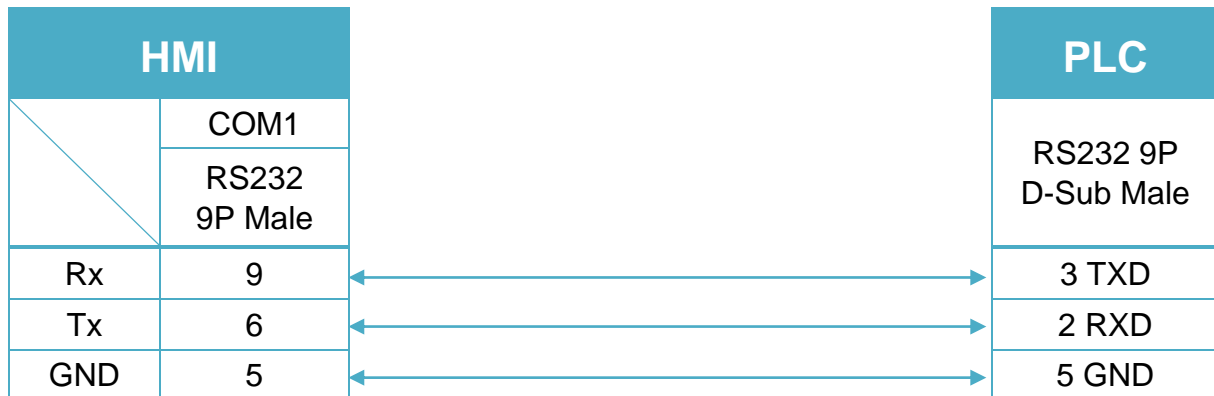 HMI
PLC
COM1
RS232
9P Male
RS232 9P
D-Sub Male
Rx 9 3 TXD
Tx 6 2 RXD
GND 5 5 GND